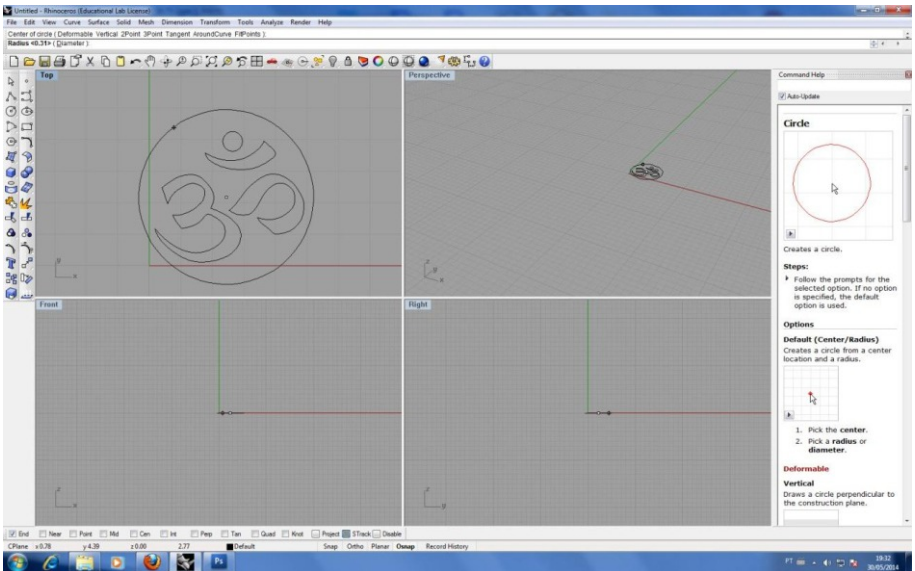 Untitled - Rhinoceros (Educational Lab License)
File Edit View Curve Surface Solid Mesh Dimension Transform Tools Analyze Render Help
Center of circle ( Deformable Vertical 2Point 3Point Tangent AroundCurve FitPoints ):
Radius <0.31> ( Diameter ):
Top
Perspective
Command Help
Auto-Update
Circle
Creates a circle.
Steps:
Follow the prompts for the
selected option. If no option
is specified, the default
option is used.
Options
Default (Center/Radius)
Creates a circle from a center
location and a radius.
1. Pick the center.
2. Pick a radius or
diameter.
Deformable
Vertical
Draws a circle perpendicular to
the construction plane.
y
x
z
y
x
Front
Right
z
x
z
y
End Near Point Mid Cen Int Perp Tan Quad Knot Project STrack Disable
CPlane x 0.78 y 4.39 z 0.00 2.77 Default Snap Ortho Planar Osnap Record History
Ps
PT
19:32
30/05/2014